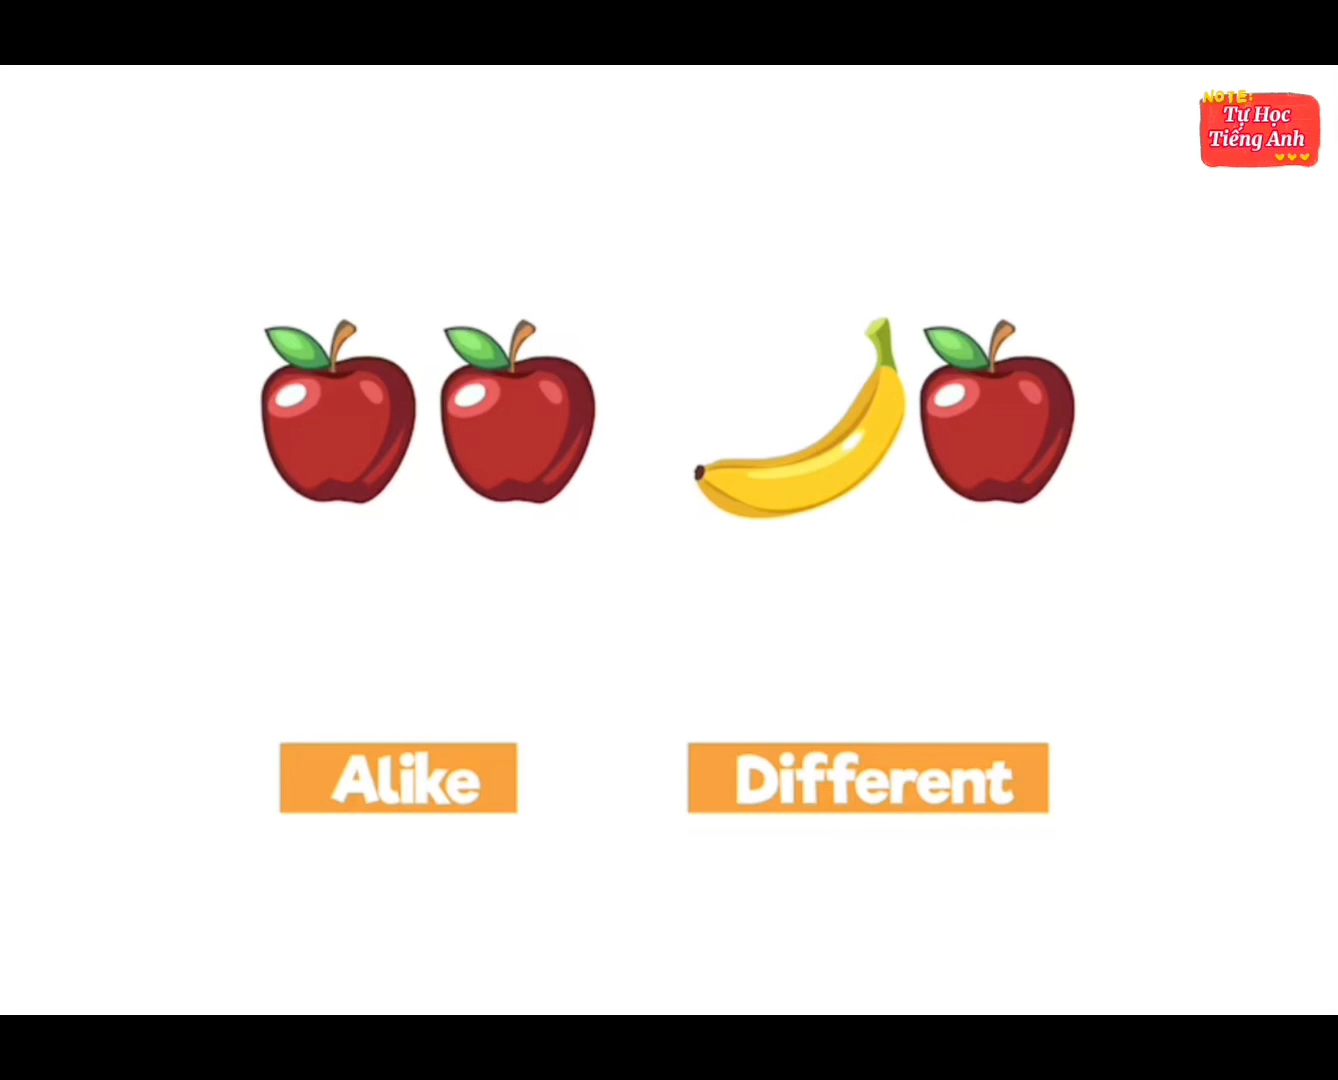 NOTE:
Tự Học
Tiếng Anh
Alike
Different